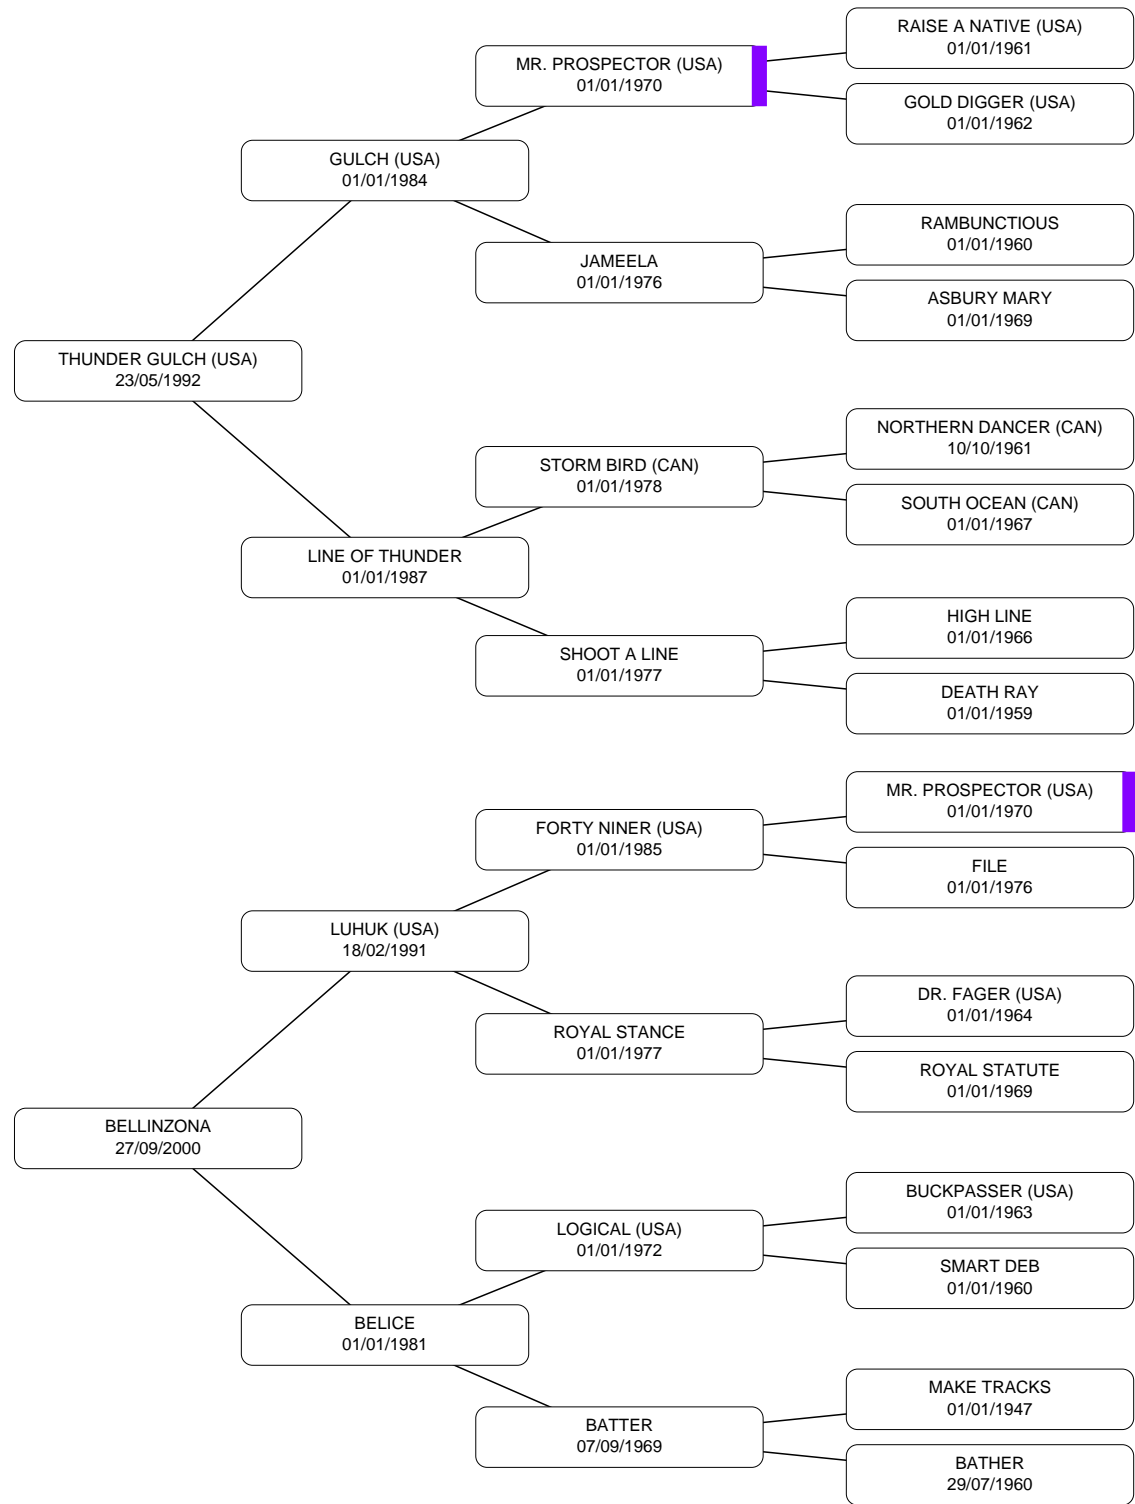 RAISE A NATIVE (USA)
01/01/1961
MR. PROSPECTOR (USA)
01/01/1970
GOLD DIGGER (USA)
01/01/1962
GULCH (USA)
01/01/1984
RAMBUNCTIOUS
01/01/1960
JAMEELA
01/01/1976
ASBURY MARY
01/01/1969
THUNDER GULCH (USA)
23/05/1992
NORTHERN DANCER (CAN)
10/10/1961
STORM BIRD (CAN)
01/01/1978
SOUTH OCEAN (CAN)
01/01/1967
LINE OF THUNDER
01/01/1987
HIGH LINE
01/01/1966
SHOOT A LINE
01/01/1977
DEATH RAY
01/01/1959
MR. PROSPECTOR (USA)
01/01/1970
FORTY NINER (USA)
01/01/1985
FILE
01/01/1976
LUHUK (USA)
18/02/1991
DR. FAGER (USA)
01/01/1964
ROYAL STANCE
01/01/1977
ROYAL STATUTE
01/01/1969
BELLINZONA
27/09/2000
BUCKPASSER (USA)
01/01/1963
LOGICAL (USA)
01/01/1972
SMART DEB
01/01/1960
BELICE
01/01/1981
MAKE TRACKS
01/01/1947
BATTER
07/09/1969
BATHER
29/07/1960